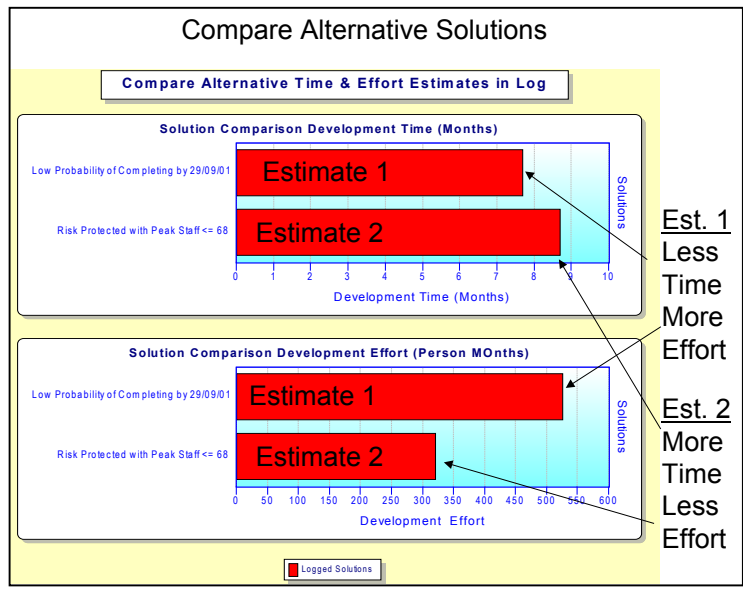 Compare Alternative Solutions
Compare Alternative Time & Effort Estimates in Log
Solution Comparison Development Time (Months)
Low Probability of Completing by 29/09/01
Estimate 1
Risk Protected with Peak Staff <= 68
Estimate 2
Solutions
0 1 2 3 4 5 6 7 8 9 10
Development Time (Months)
Solution Comparison Development Effort (Person MOnths)
Low Probability of Completing by 29/09/01
Estimate 1
Risk Protected with Peak Staff <= 68
Estimate 2
Solutions
0 50 100 150 200 250 300 350 400 450 500 550 600
Development Effort
Logged Solutions
Est. 1
Less
Time
More
Effort
Est. 2
More
Time
Less
Effort